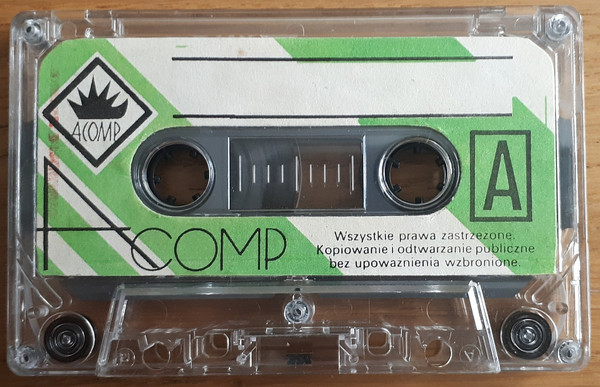 ACOMP
A
ACOMP
Wszystkie prawa zastrzeżone.
Kopiowanie i odtwarzanie publiczne
bez upoważnienia wzbronione.